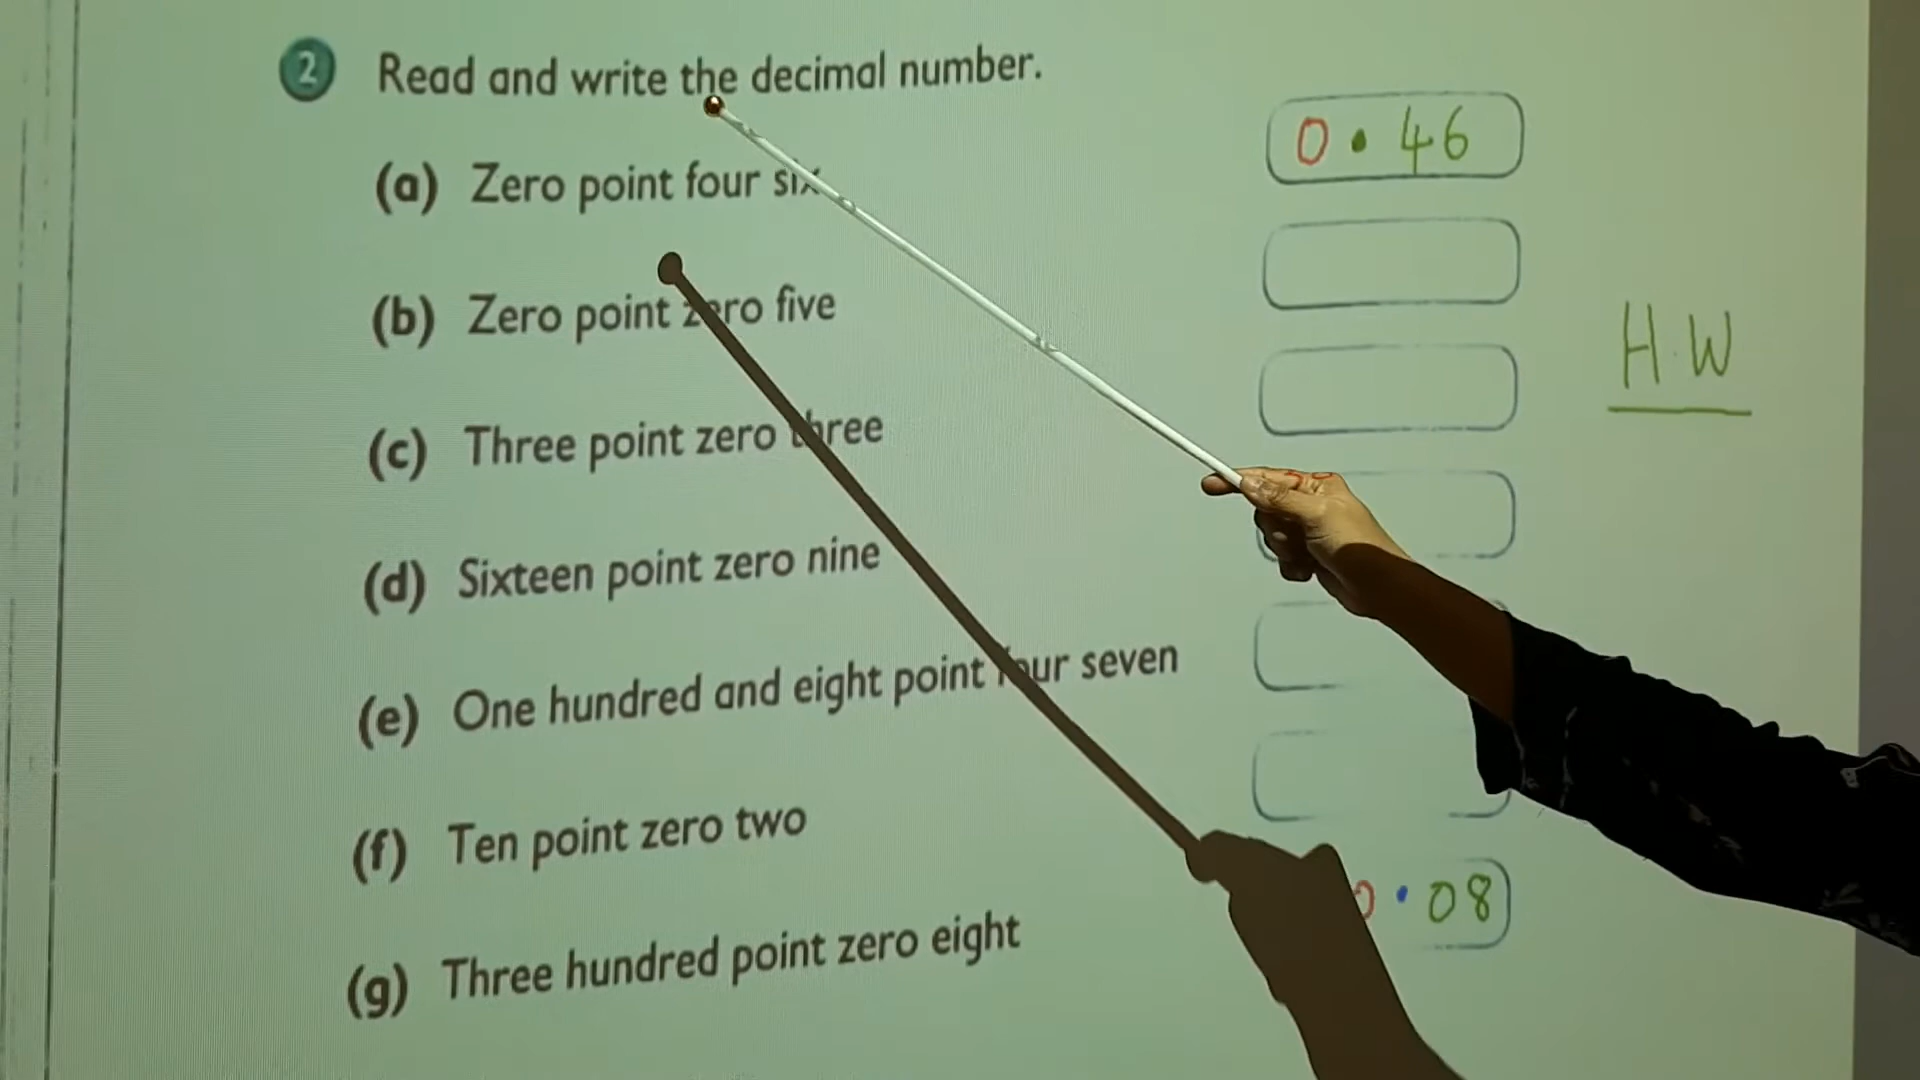 2 Read and write the decimal number.
(a) Zero point four six 0.46
(b) Zero point zero five
H.W
(c) Three point zero three
(d) Sixteen point zero nine
(e) One hundred and eight point four seven
(f) Ten point zero two
(g) Three hundred point zero eight 0.08